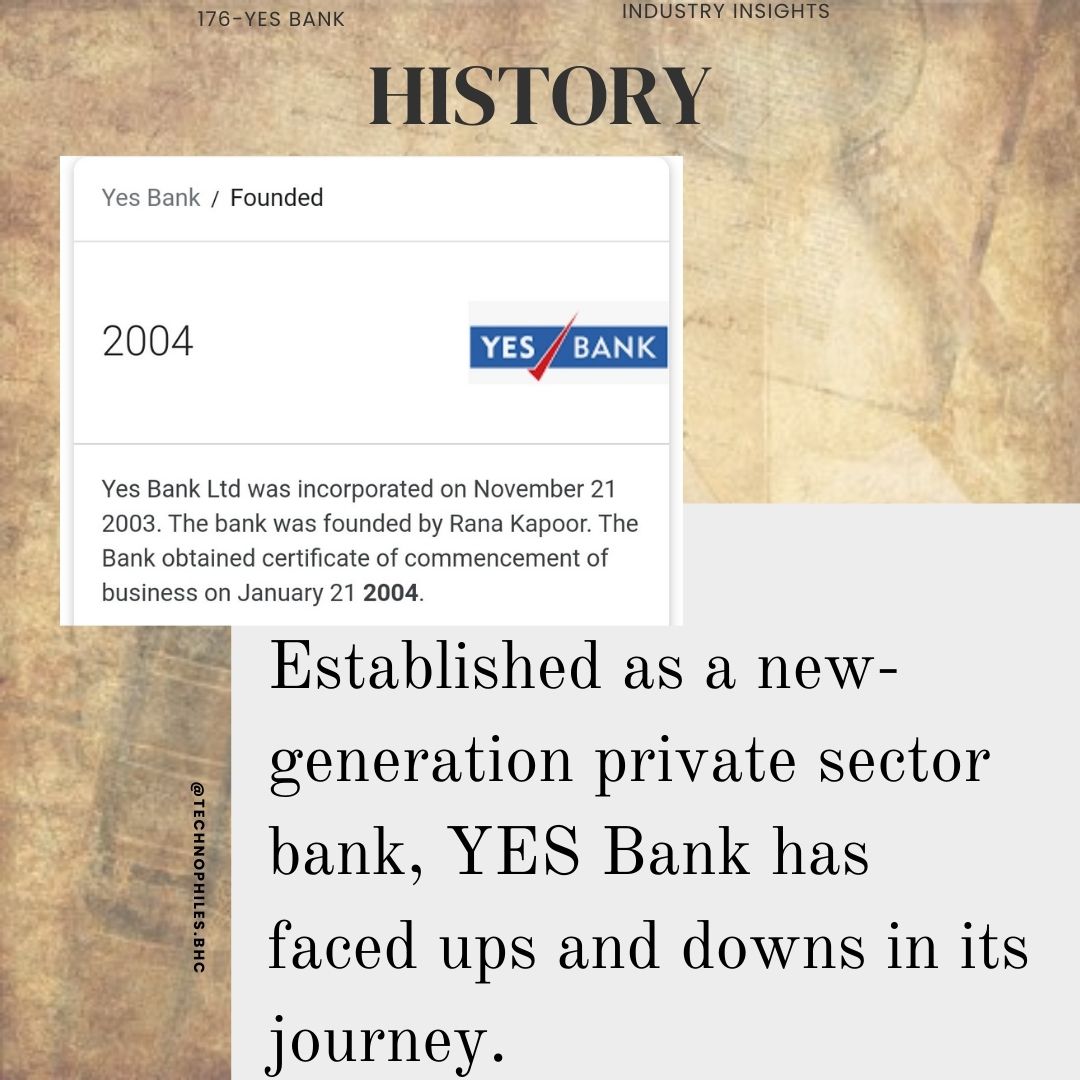 176-YES BANK
INDUSTRY INSIGHTS
HISTORY
Yes Bank / Founded
2004
YES BANK
Yes Bank Ltd was incorporated on November 21
2003. The bank was founded by Rana Kapoor. The
Bank obtained certificate of commencement of
business on January 21 2004.
Established as a new-
generation private sector
bank, YES Bank has
faced ups and downs in its
journey.
@TECHNOPHILES.BHC